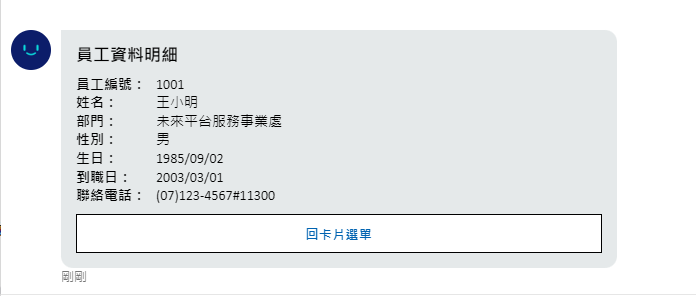 員工資料明細
員工編號： 1001
姓名： 王小明
部門： 未來平台服務事業處
性別： 男
生日： 1985/09/02
到職日： 2003/03/01
聯絡電話： (07)123-4567#11300
回卡片選單
剛剛